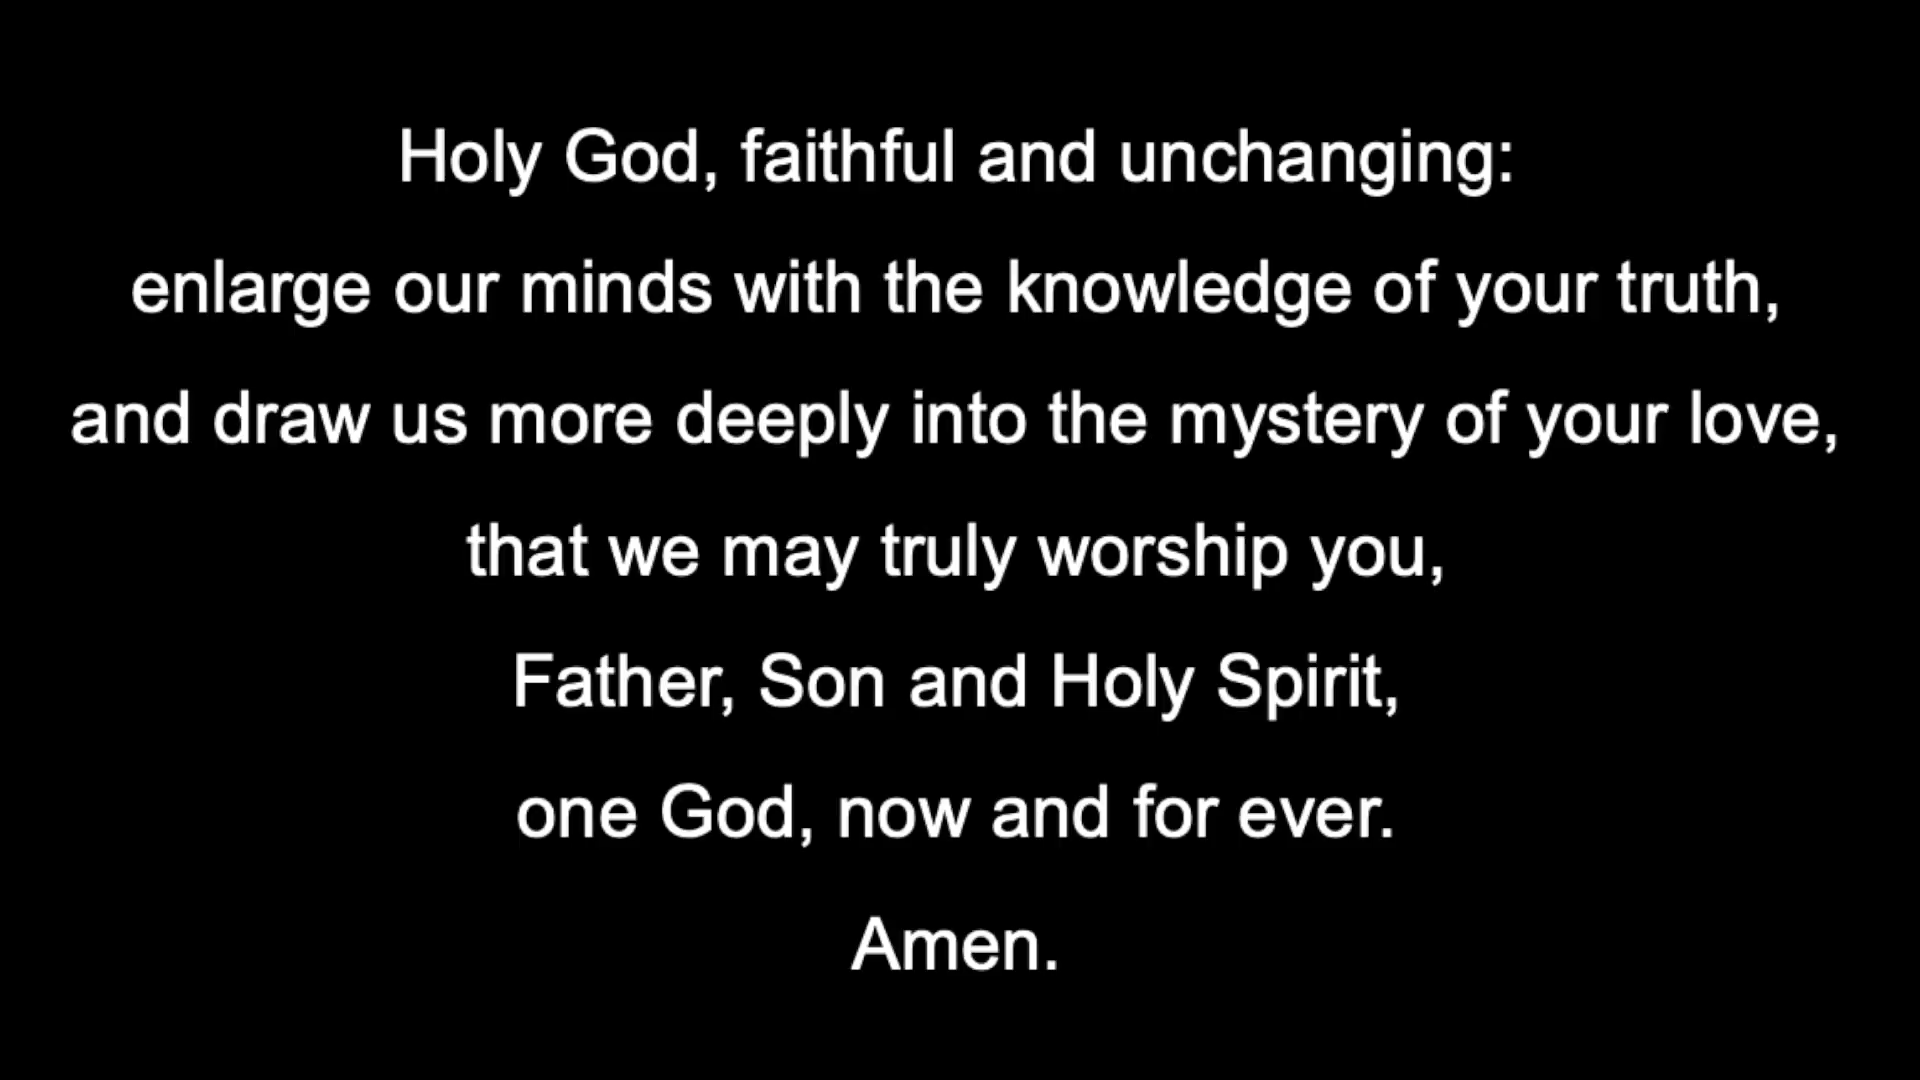 Holy God, faithful and unchanging:
enlarge our minds with the knowledge of your truth,
and draw us more deeply into the mystery of your love,
that we may truly worship you,
Father, Son and Holy Spirit,
one God, now and for ever.
Amen.